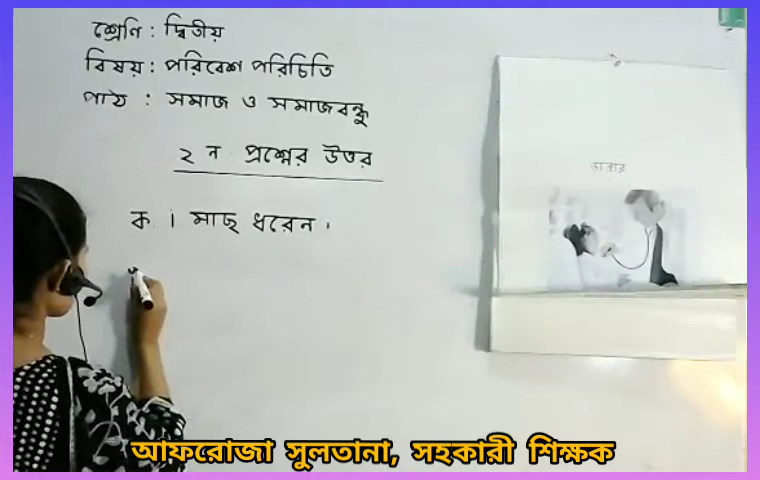 শ্রেণি : দ্বিতীয়
বিষয় : পরিবেশ পরিচিতি
পাঠ : সমাজ ও সমাজবন্ধু
২ ন প্রশ্নের উত্তর
ক । মাছ ধরেন ।
ডাক্তার
আফরোজা সুলতানা, সহকারী শিক্ষক